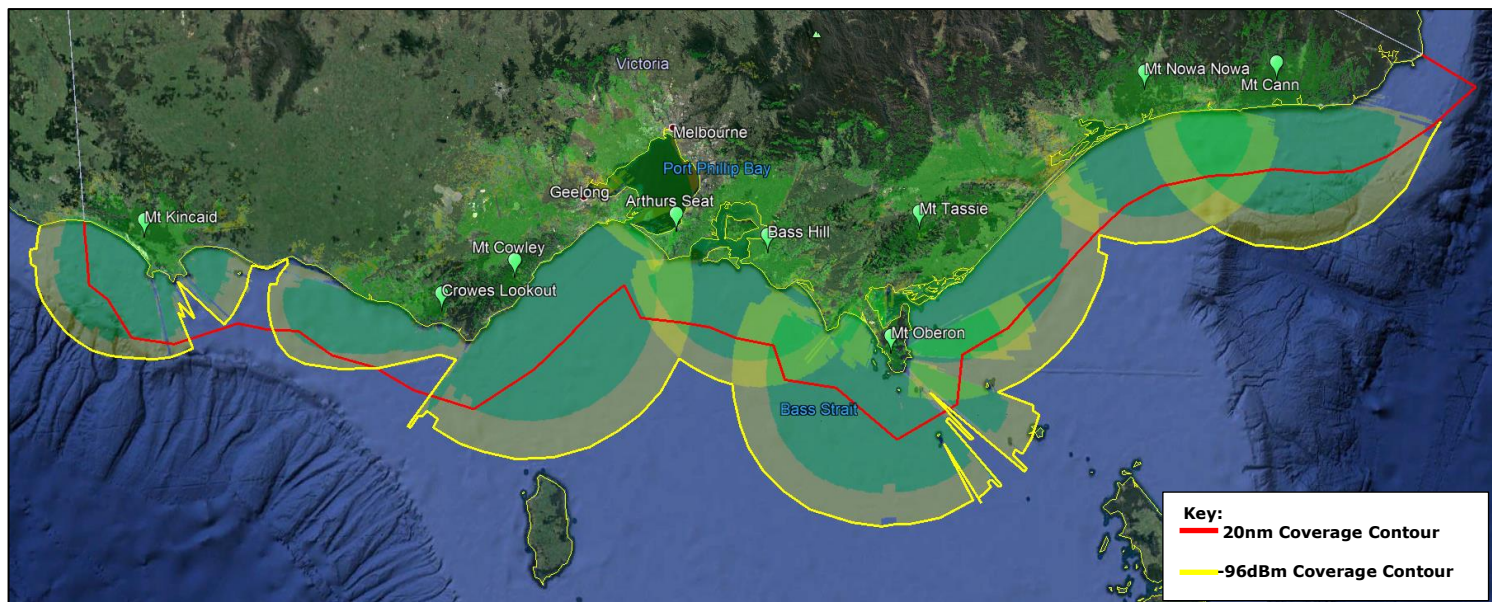 Victoria
Mt Nowa Nowa
Mt Cann
Melbourne
Port Phillip Bay
Geelong
Arthurs Seat
Mt Tassie
Mt Kincaid
Bass Hill
Mt Cowley
Crowes Lookout
Mt Oberon
Bass Strait
Key:
20nm Coverage Contour
-96dBm Coverage Contour